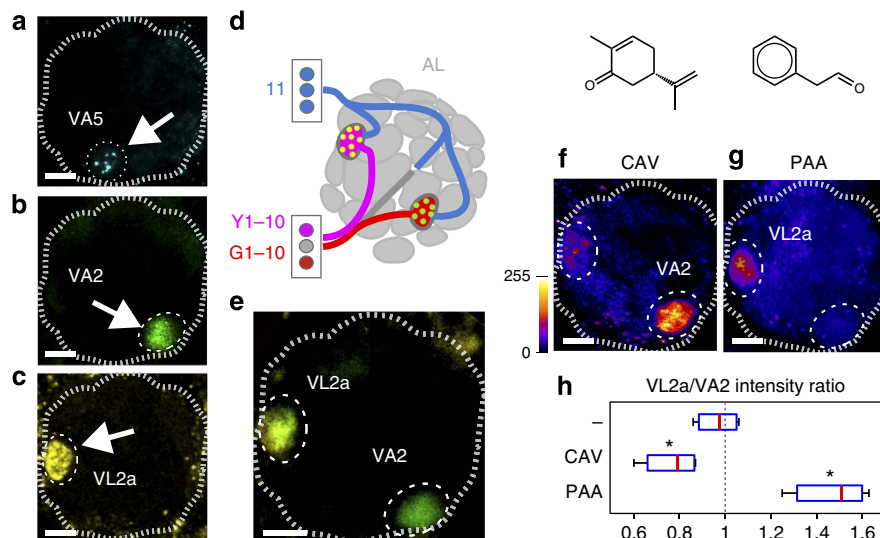 a
VA5
b
VA2
c
VL2a
d
11
AL
Y1–10
G1–10
e
VL2a
VA2
O
O
f
CAV
VA2
g
PAA
VL2a
255
0
h
VL2a/VA2 intensity ratio
–
*
CAV
*
PAA
0.6 0.8 1 1.2 1.4 1.6